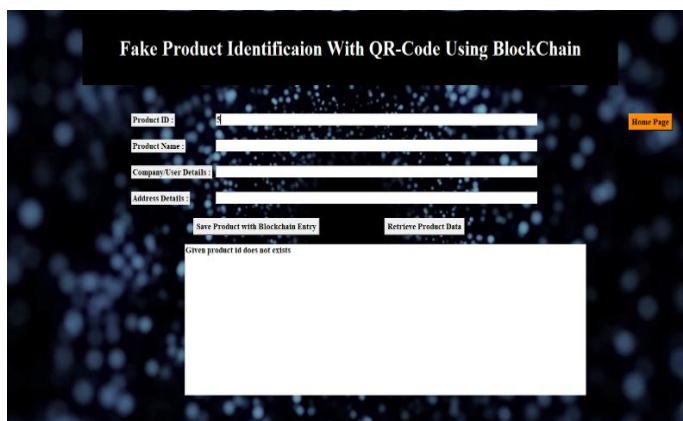 Fake Product Identificaion With QR-Code Using BlockChain
Product ID : 5
Home Page
Product Name :
Company/User Details :
Address Details :
Save Product with Blockchain Entry Retrieve Product Data
Given product id does not exists